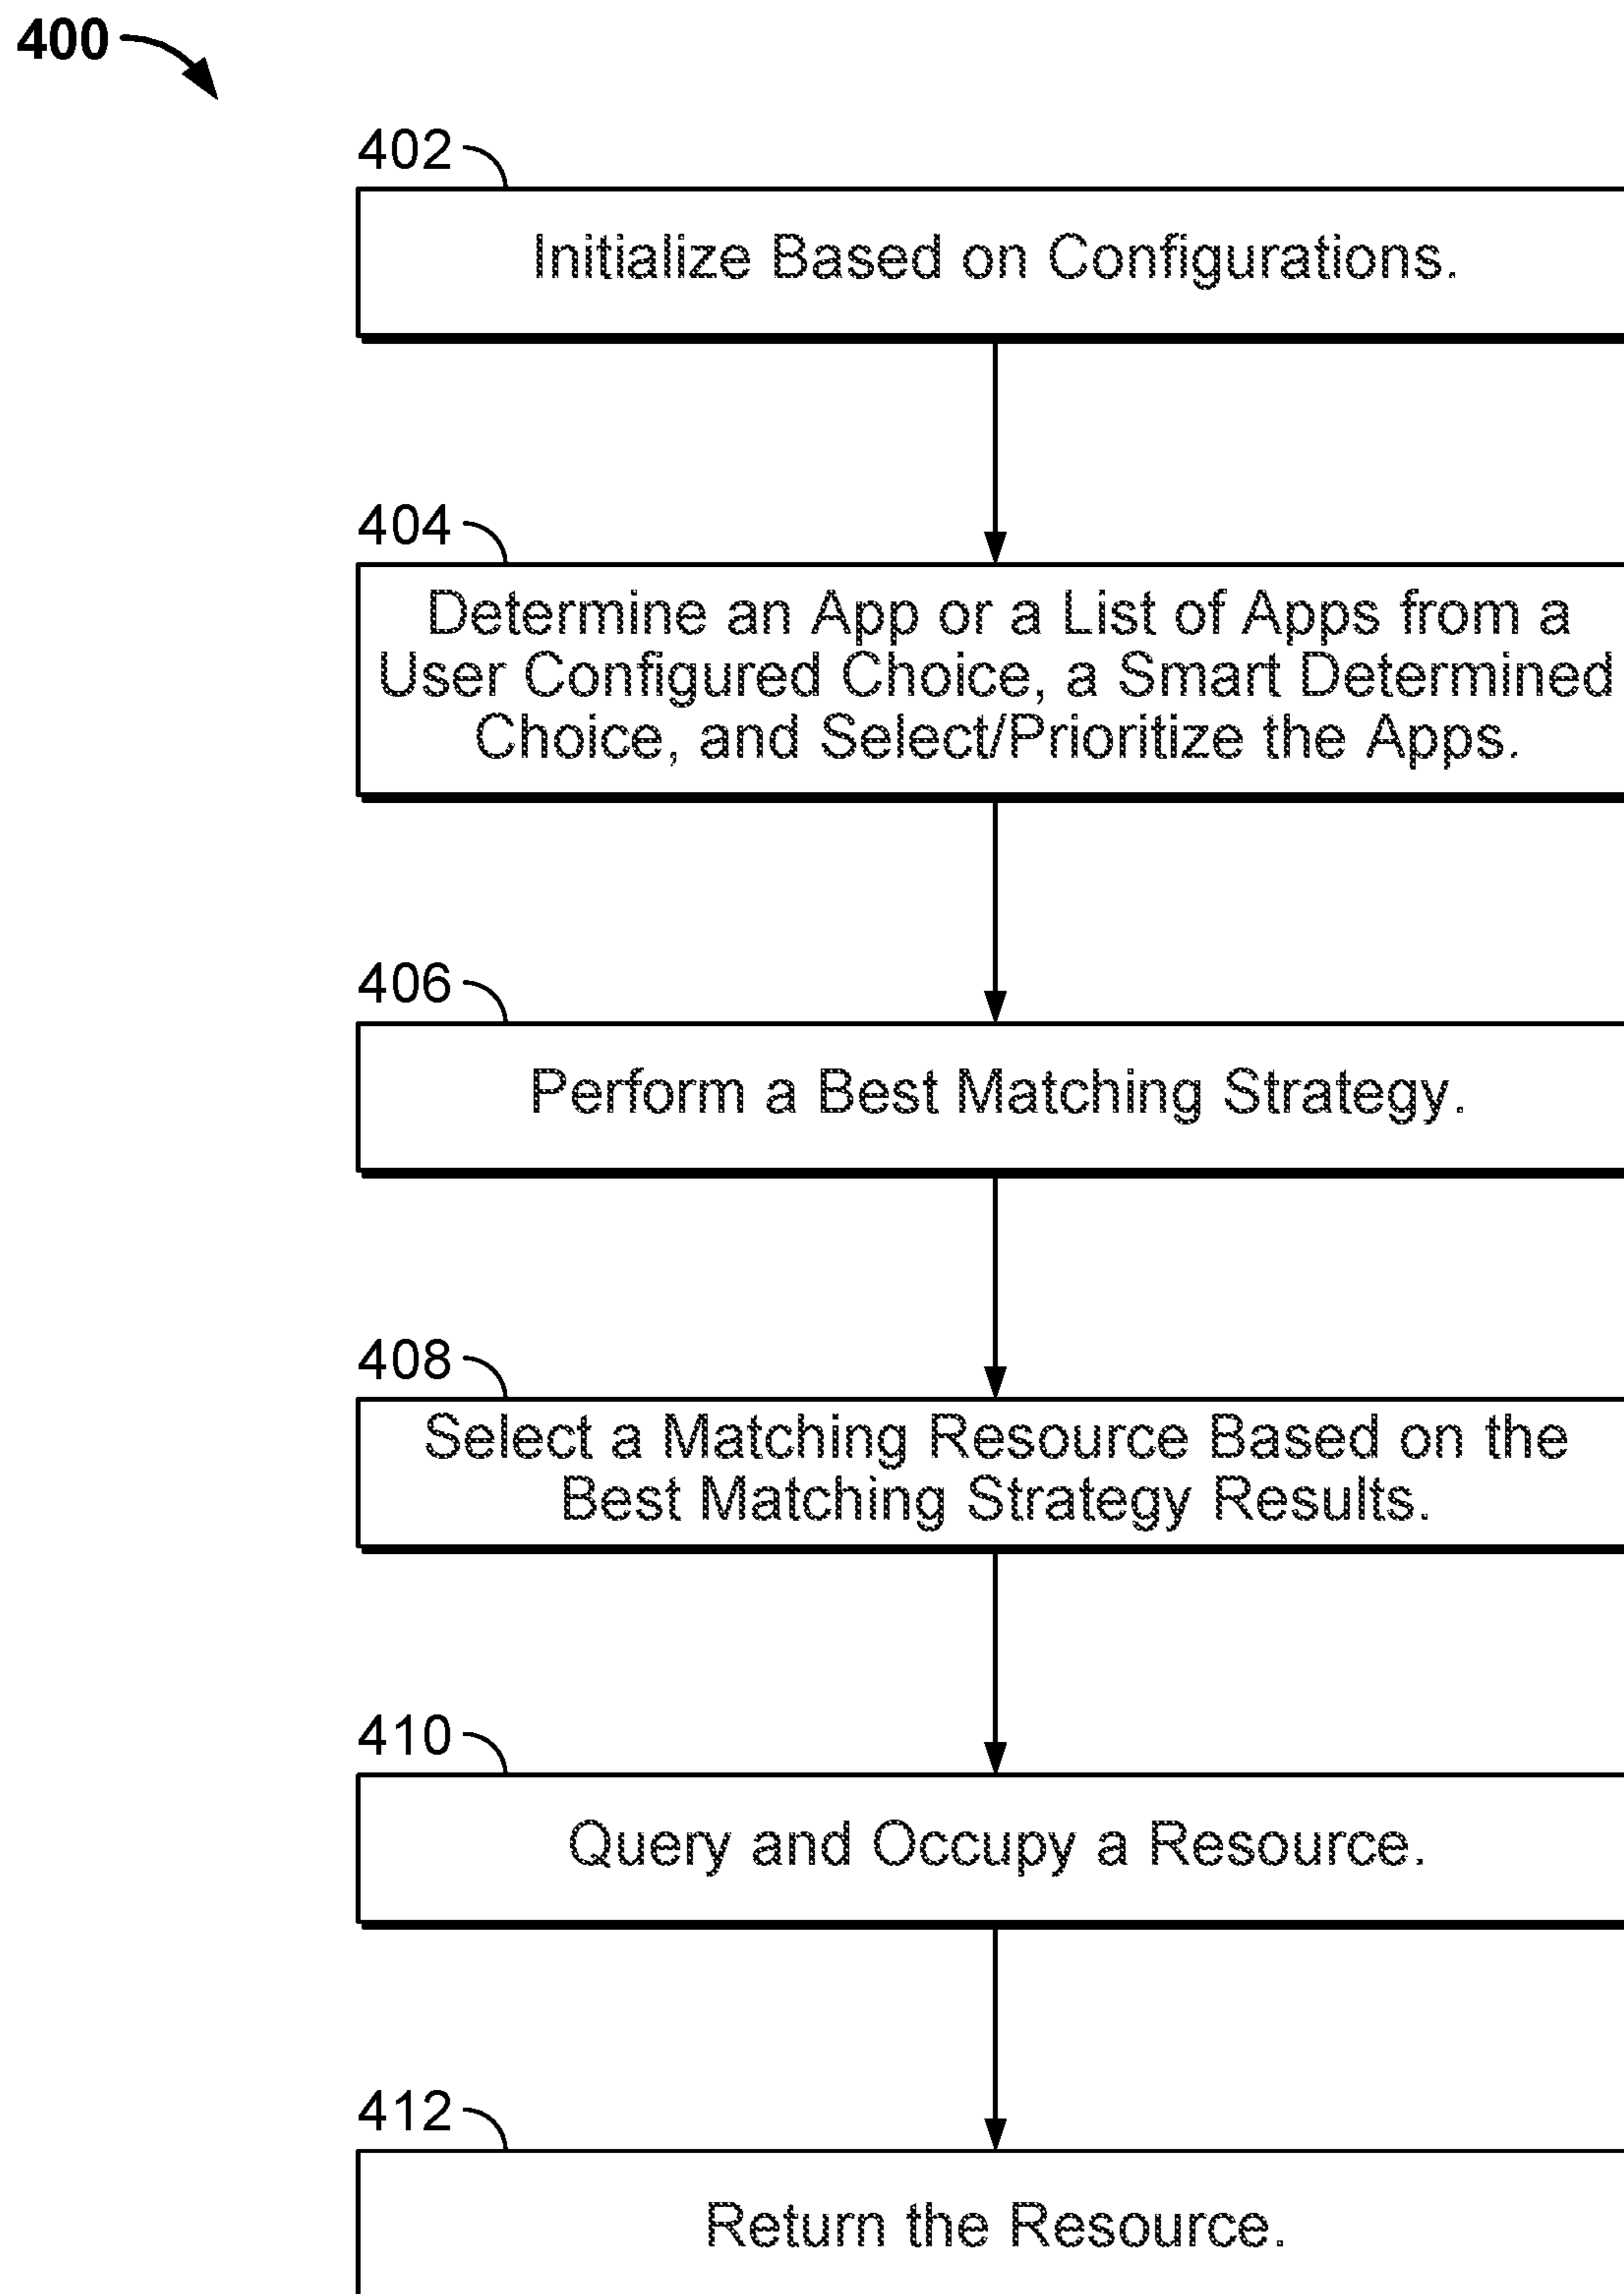 400
402
Initialize Based on Configurations.
404
Determine an App or a List of Apps from a
User Configured Choice, a Smart Determined
Choice, and Select/Prioritize the Apps.
406
Perform a Best Matching Strategy.
408
Select a Matching Resource Based on the
Best Matching Strategy Results.
410
Query and Occupy a Resource.
412
Return the Resource.